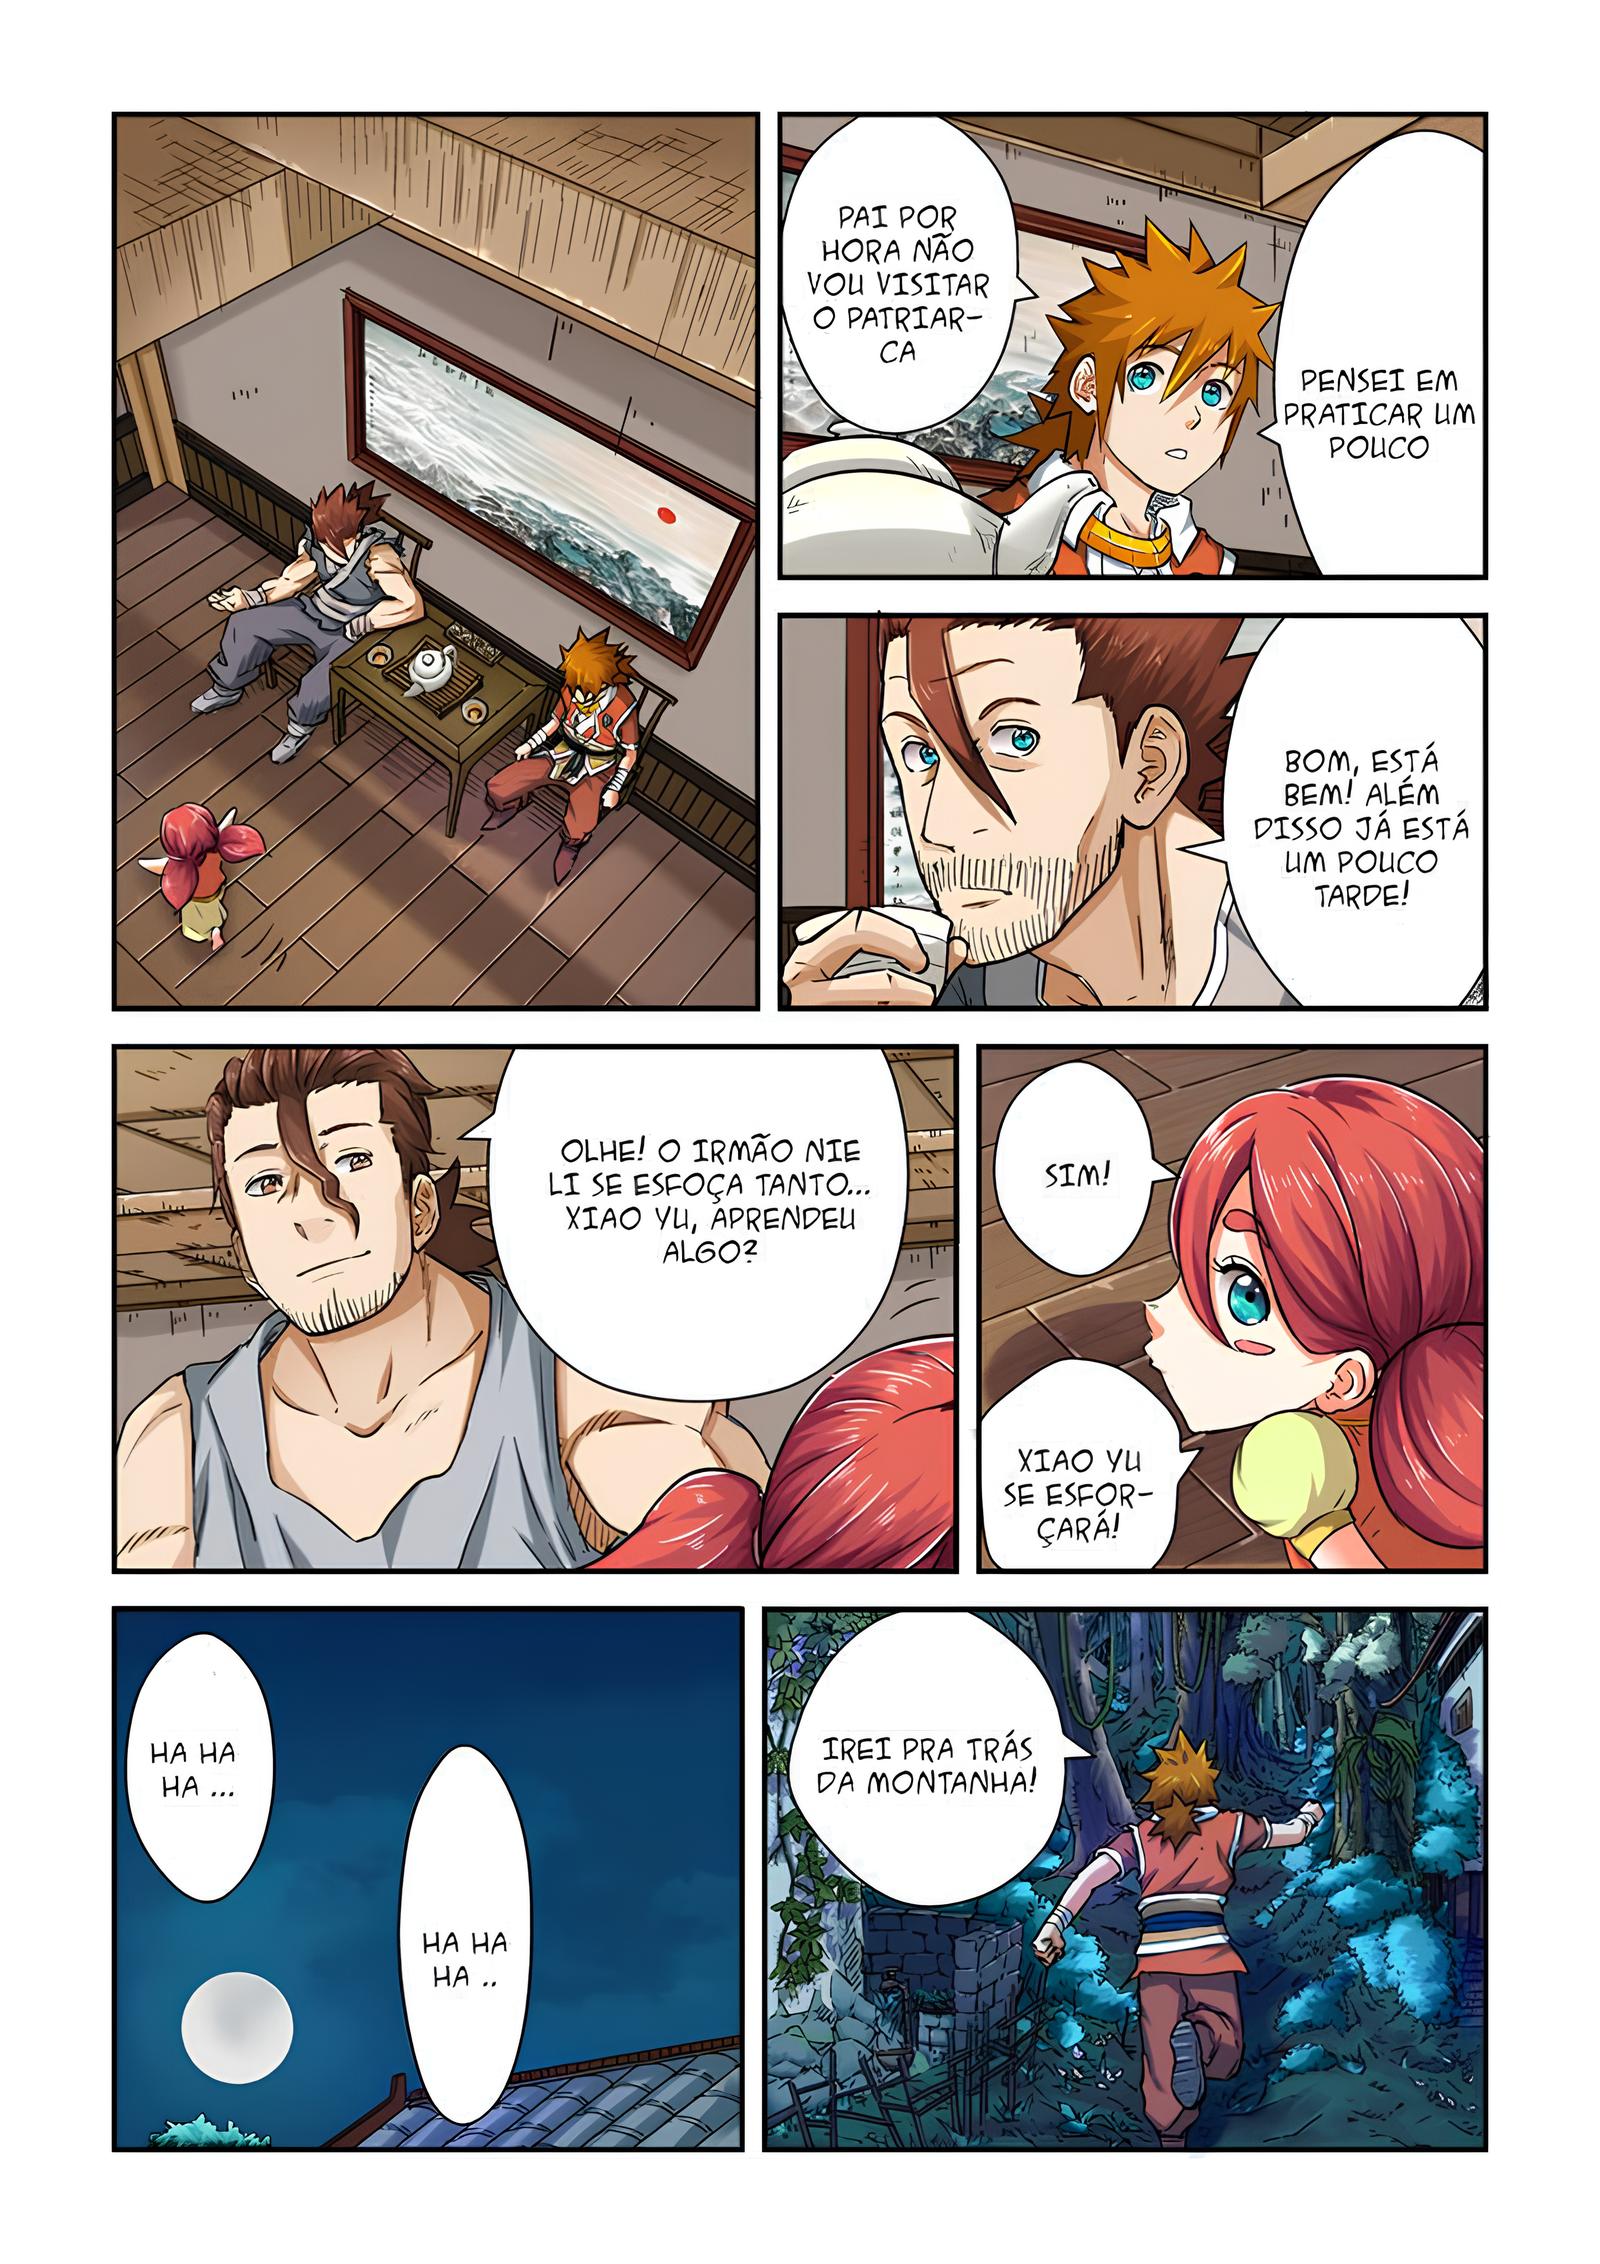 PAI POR
HORA NÃO
VOU VISITAR
O PATRIAR-
CA
PENSEI EM
PRATICAR UM
POUCO
BOM, ESTÁ
BEM! ALÉM
DISSO JÁ ESTÁ
UM POUCO
TARDE!
OLHE! O IRMÃO NIE
LI SE ESFOÇA TANTO...
XIAO YU, APRENDEU
ALGO?
SIM!
XIAO YU
SE ESFOR-
ÇARÁ!
HA HA
HA ...
HA HA
HA ..
IREI PRA TRÁS
DA MONTANHA!